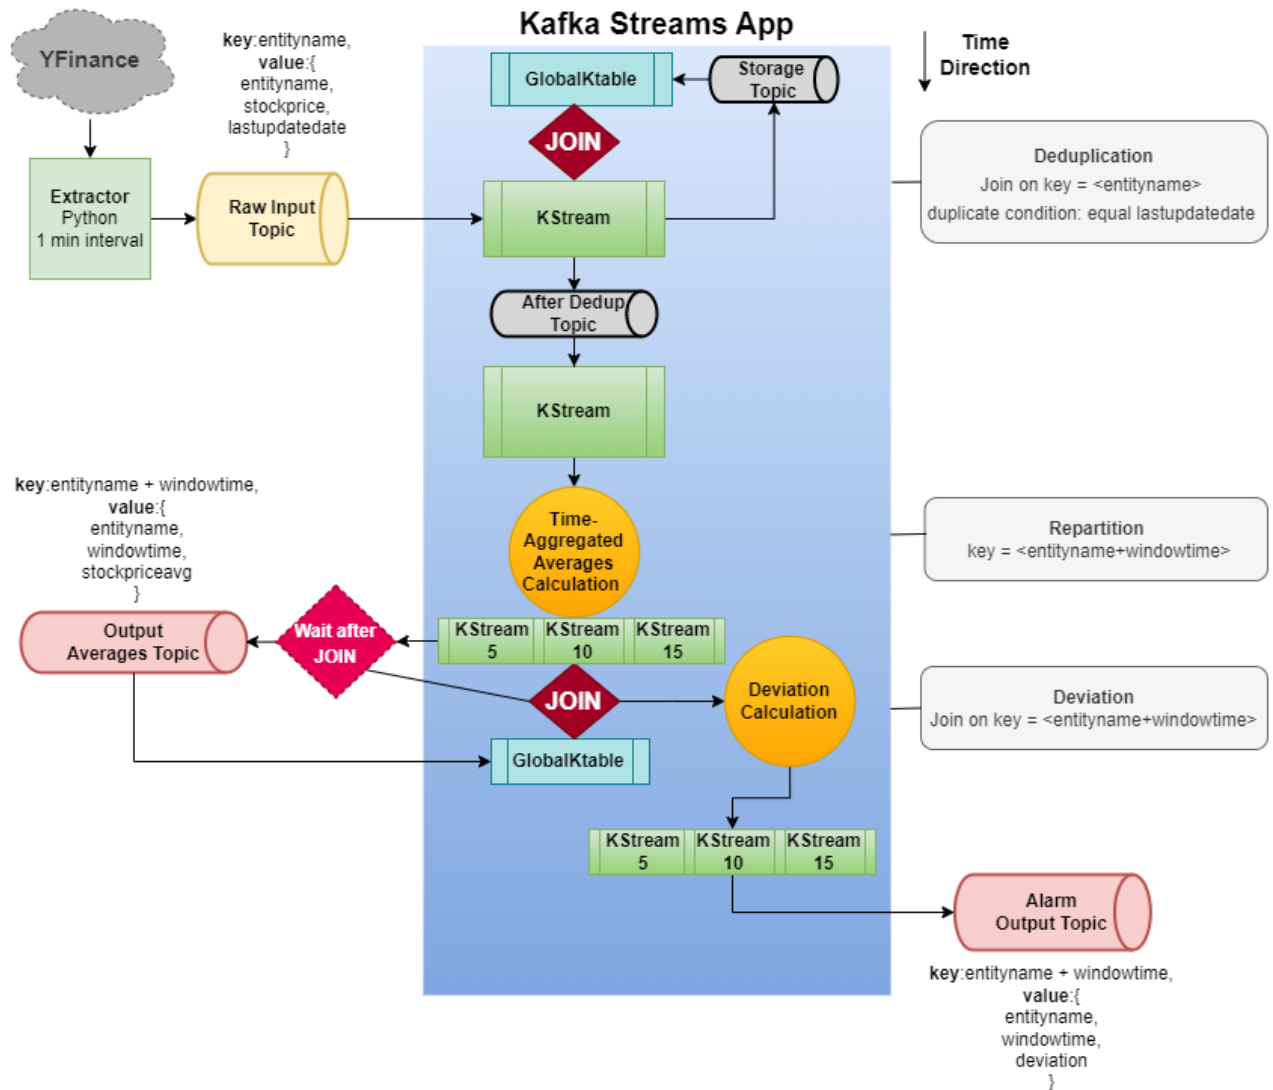 Kafka Streams App
YFinance
key:entityname,
value:{
entityname,
stockprice,
lastupdatedate
}
GlobalKtable
Storage
Topic
Time
Direction
JOIN
Extractor
Python
1 min interval
Raw Input
Topic
KStream
Deduplication
Join on key = <entityname>
duplicate condition: equal lastupdatedate
After Dedup
Topic
KStream
key:entityname + windowtime,
value:{
entityname,
windowtime,
stockpriceavg
}
Time-
Aggregated
Averages
Calculation
Repartition
key = <entityname+windowtime>
Output
Averages Topic
Wait after
JOIN
KStream
5
KStream
10
KStream
15
JOIN
Deviation
Calculation
Deviation
Join on key = <entityname+windowtime>
GlobalKtable
KStream
5
KStream
10
KStream
15
Alarm
Output Topic
key:entityname + windowtime,
value:{
entityname,
windowtime,
deviation
}